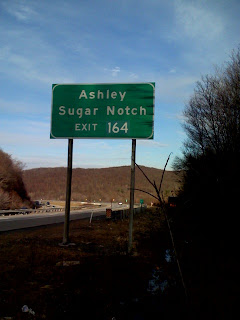 Ashley
Sugar Notch
EXIT 164